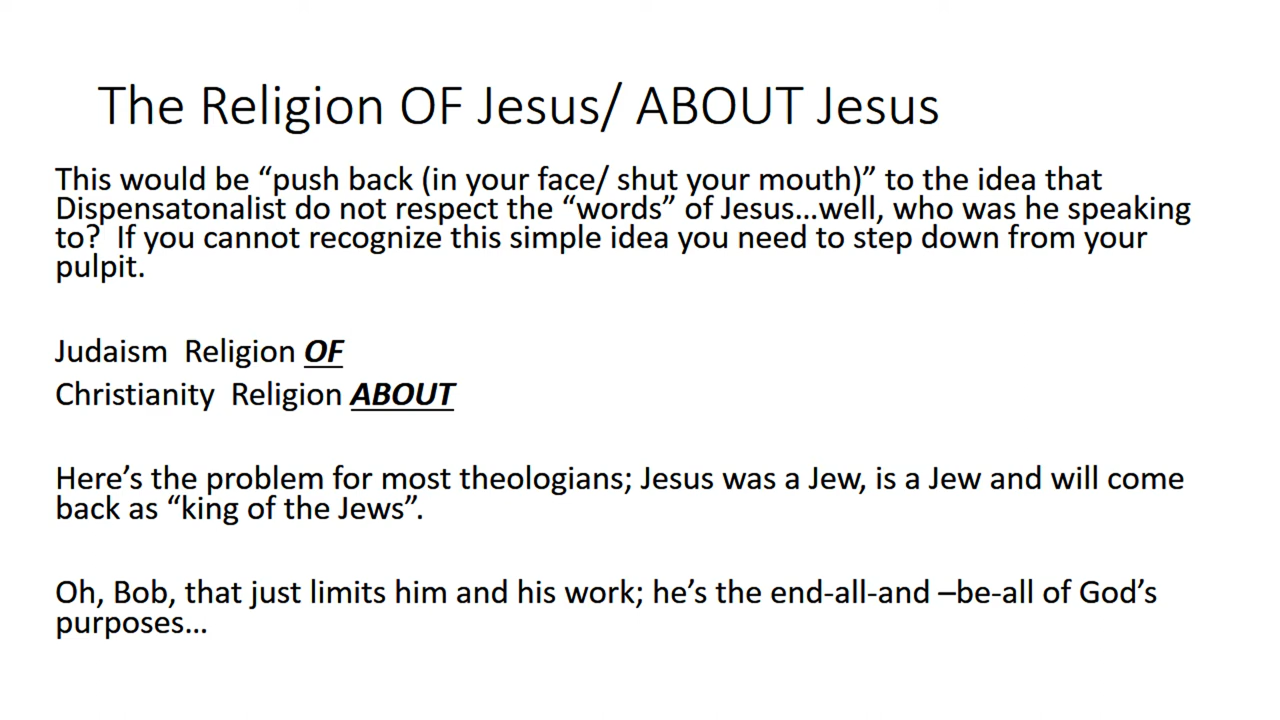 The Religion OF Jesus/ ABOUT Jesus
This would be “push back (in your face/ shut your mouth)” to the idea that
Dispensatonalist do not respect the “words” of Jesus…well, who was he speaking
to?  If you cannot recognize this simple idea you need to step down from your
pulpit.
Judaism  Religion OF
Christianity  Religion ABOUT
Here’s the problem for most theologians; Jesus was a Jew, is a Jew and will come
back as “king of the Jews”.
Oh, Bob, that just limits him and his work; he’s the end-all-and –be-all of God’s
purposes…